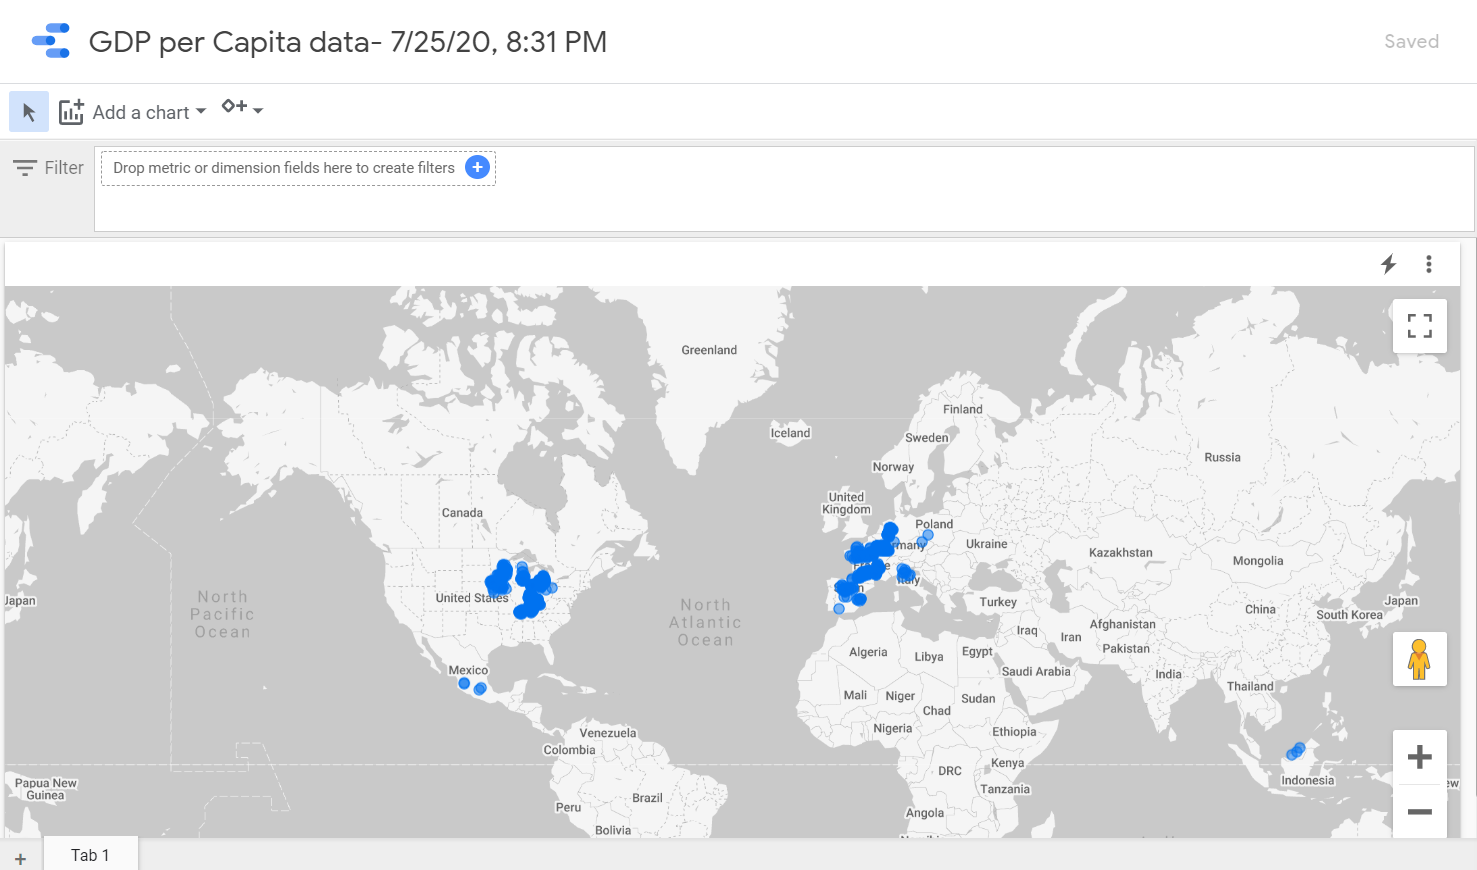 GDP per Capita data- 7/25/20, 8:31 PM
Saved
Add a chart
Filter
Drop metric or dimension fields here to create filters
Greenland
Finland
Iceland
Sweden
Russia
Norway
United
Kingdom
Canada
Poland
Ukraine
rmany
Kazakhstan
Mongolia
North
Pacific
Ocean
North
Atlantic
Ocean
United States
Italy
Japan
Turkey
China
Japan
South Korea
Afghanistan
Iraq
Iran
Pakistan
Algeria
Libya
Egypt
Saudi Arabia
Mexico
India
Thailand
Mali
Niger
Sudan
Chad
Nigeria
Ethiopia
Venezuela
Colombia
Kenya
DRC
Tanzania
Indonesia
Papua New
Guinea
ew
Brazil
Peru
Angola
Bolivia
Tab 1